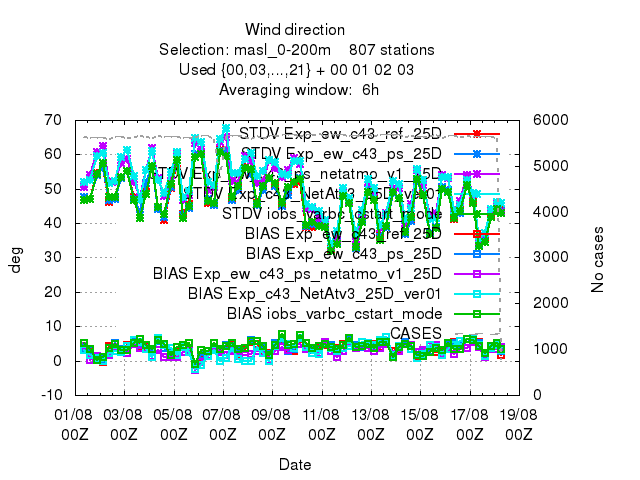 Wind direction
Selection: masl_0-200m 807 stations
Used {00,03,...,21} + 00 01 02 03
Averaging window: 6h
70 6000
STDV Exp_ew_c43_ref_25D
60 5000
STDV Exp_ew_c43_ps_25D
STDV Exp_ew_c43_ps_netatmo_v1_25D
50
STDV Exp_c43_NetAtv3_25D_ver01
40 4000
STDV iobs_varbc_cstart_mode
BIAS Exp_ew_c43_ref_25D
30 3000
BIAS Exp_ew_c43_ps_25D
BIAS Exp_ew_c43_ps_netatmo_v1_25D
20 2000
BIAS Exp_c43_NetAtv3_25D_ver01
BIAS iobs_varbc_cstart_mode
10
CASES
1000
0
-10 0
deg
No cases
01/08 03/08 05/08 07/08 09/08 11/08 13/08 15/08 17/08 19/08
00Z 00Z 00Z 00Z 00Z 00Z 00Z 00Z 00Z 00Z
Date